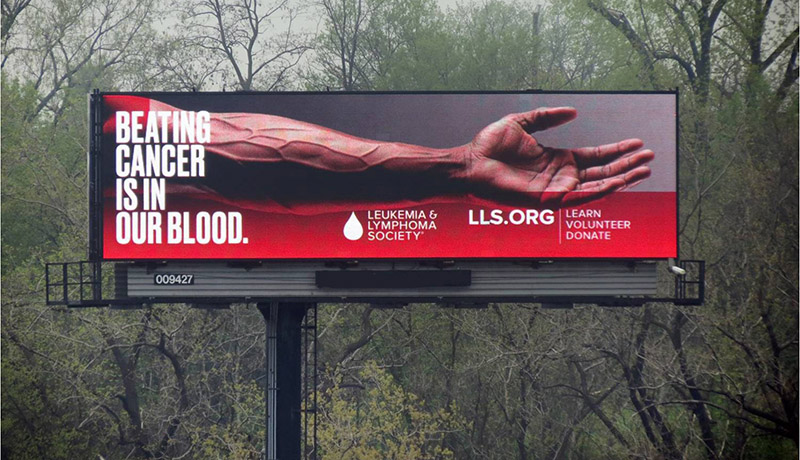 BEATING
CANCER
IS IN
OUR BLOOD.
LEUKEMIA &
LYMPHOMA
SOCIETY®
LLS.ORG
LEARN
VOLUNTEER
DONATE
009427